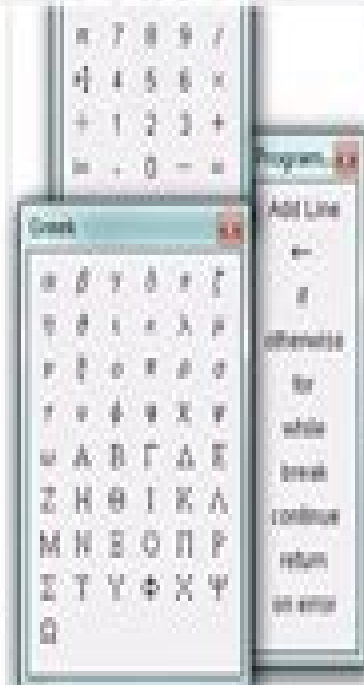 7 8 9 /
4 5 6 ×
÷ 1 2 3 +
:= . 0 − =
Greek
α β γ δ ε ζ
η θ ι κ λ μ
ν ξ ο π ρ σ
τ υ ϕ φ χ ψ
ω Α Β Γ Δ Ε
Ζ Η Θ Ι Κ Λ
Μ Ν Ξ Ο Π Ρ
Σ Τ Υ Φ Χ Ψ
Ω
Program...
Add Line
←
if
otherwise
for
while
break
continue
return
on error